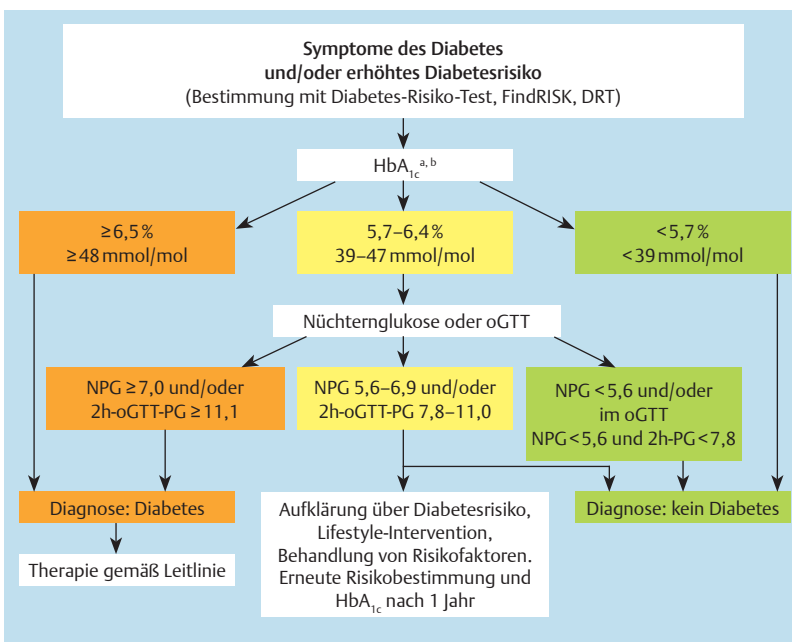 Symptome des Diabetes
und/oder erhöhtes Diabetesrisiko
(Bestimmung mit Diabetes-Risiko-Test, FindRISK, DRT)
HbA1c a, b
≥6,5 %
≥48 mmol/mol
5,7–6,4 %
39–47 mmol/mol
<5,7 %
<39 mmol/mol
Nüchternglukose oder oGTT
NPG ≥7,0 und/oder
2h-oGTT-PG ≥11,1
NPG 5,6–6,9 und/oder
2h-oGTT-PG 7,8–11,0
NPG <5,6 und/oder
im oGTT
NPG<5,6 und 2h-PG<7,8
Diagnose: Diabetes
Therapie gemäß Leitlinie
Aufklärung über Diabetesrisiko,
Lifestyle-Intervention,
Behandlung von Risikofaktoren.
Erneute Risikobestimmung und
HbA1c nach 1 Jahr
Diagnose: kein Diabetes